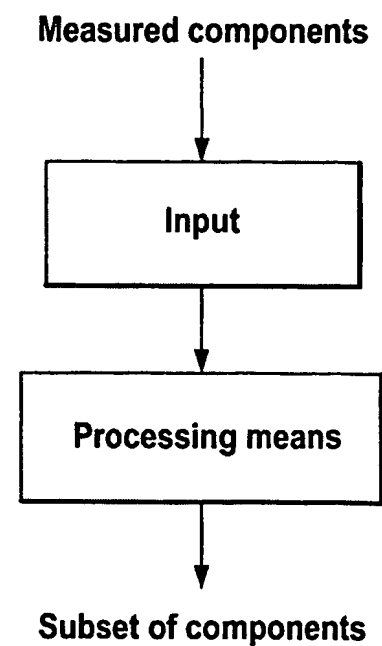 Measured components
Input
Processing means
Subset of components